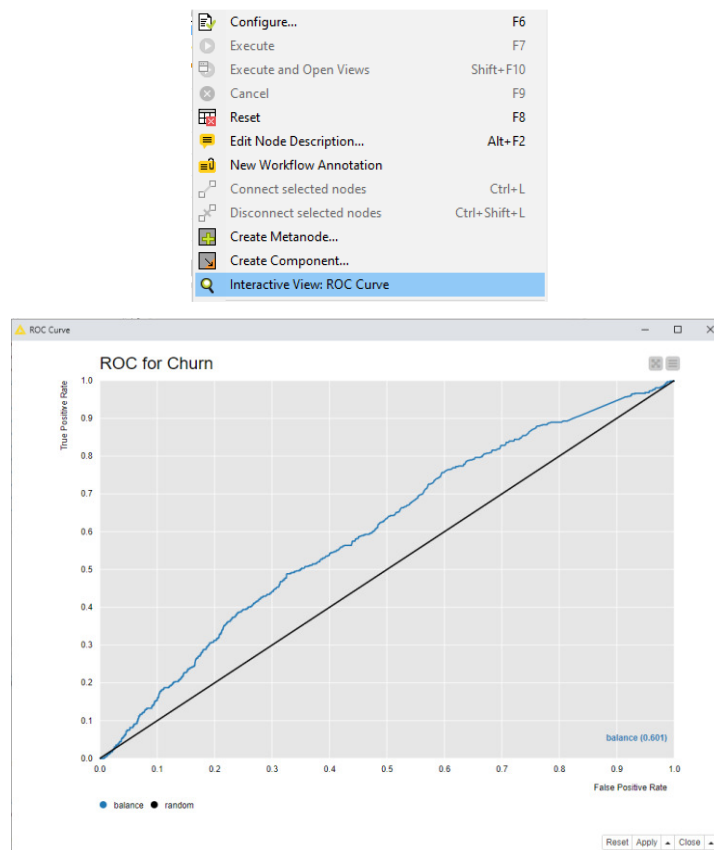 Configure... F6
Execute F7
Execute and Open Views Shift+F10
Cancel F9
Reset F8
Edit Node Description... Alt+F2
New Workflow Annotation
Connect selected nodes Ctrl+L
Disconnect selected nodes Ctrl+Shift+L
Create Metanode...
Create Component...
Interactive View: ROC Curve
ROC Curve
ROC for Churn
True Positive Rate
1.0
0.9
0.8
0.7
0.6
0.5
0.4
0.3
0.2
0.1
0.0
balance (0.601)
0.0 0.1 0.2 0.3 0.4 0.5 0.6 0.7 0.8 0.9 1.0
False Positive Rate
balance random
Reset Apply Close